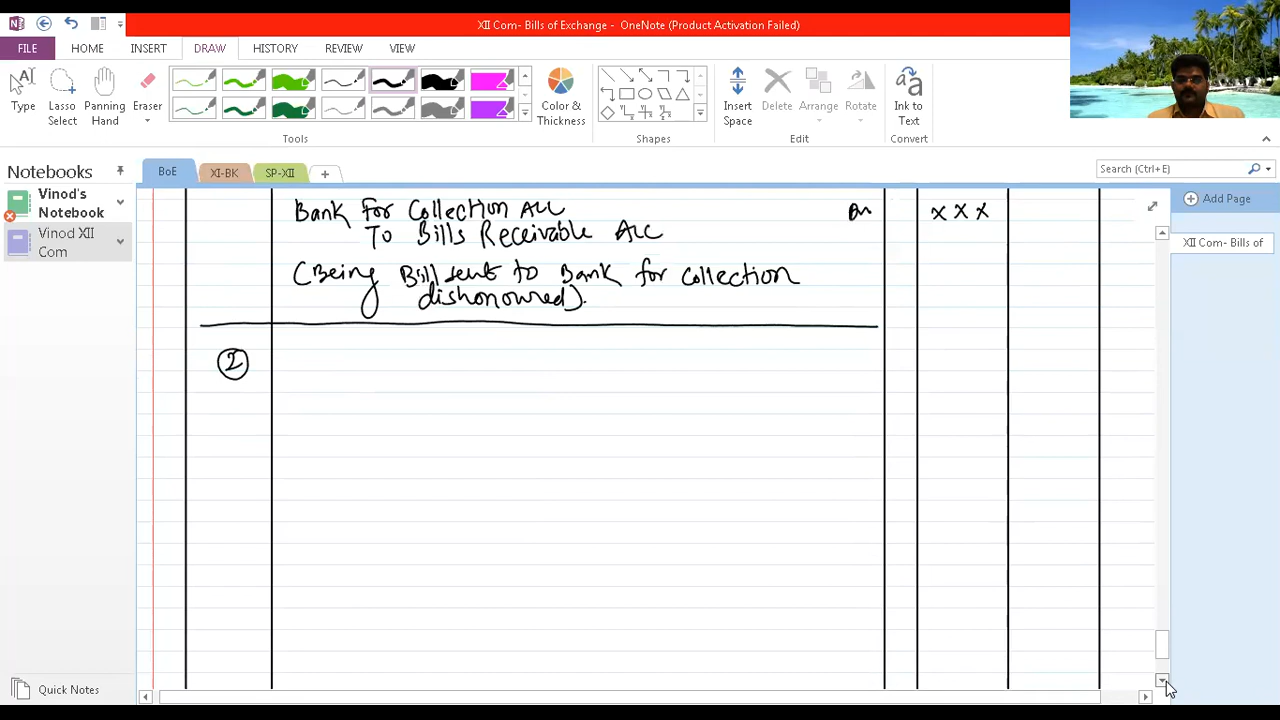 XII Com- Bills of Exchange - OneNote (Product Activation Failed)
FILE HOME INSERT DRAW HISTORY REVIEW VIEW
Type
Lasso Select
Panning Hand
Eraser
Color & Thickness
Insert Space
Delete
Arrange
Rotate
Ink to Text
Tools
Shapes
Edit
Convert
Notebooks
BoE
XI-BK
SP-XII
Search (Ctrl+E)
Vinod's Notebook
Vinod XII Com
Add Page
XII Com- Bills of
Bank For Collection A/c Dr x x x
To Bills Receivable A/c
(Being Bill sent to Bank for collection
dishonoured).
2
Quick Notes